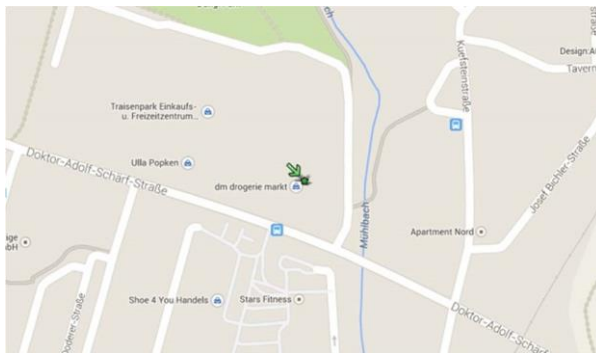 Kuefsteinstraße
Design:A
Tavern
Traisenpark Einkaufs-
u. Freizeitzentrum...
Ulla Popken
Doktor-Adolf-Schärf-Straße
dm drogerie markt
Josef Bichler-Straße
Mühlbach
Apartment Nord
Shoe 4 You Handels
Stars Fitness
Doktor-Adolf-Schärf